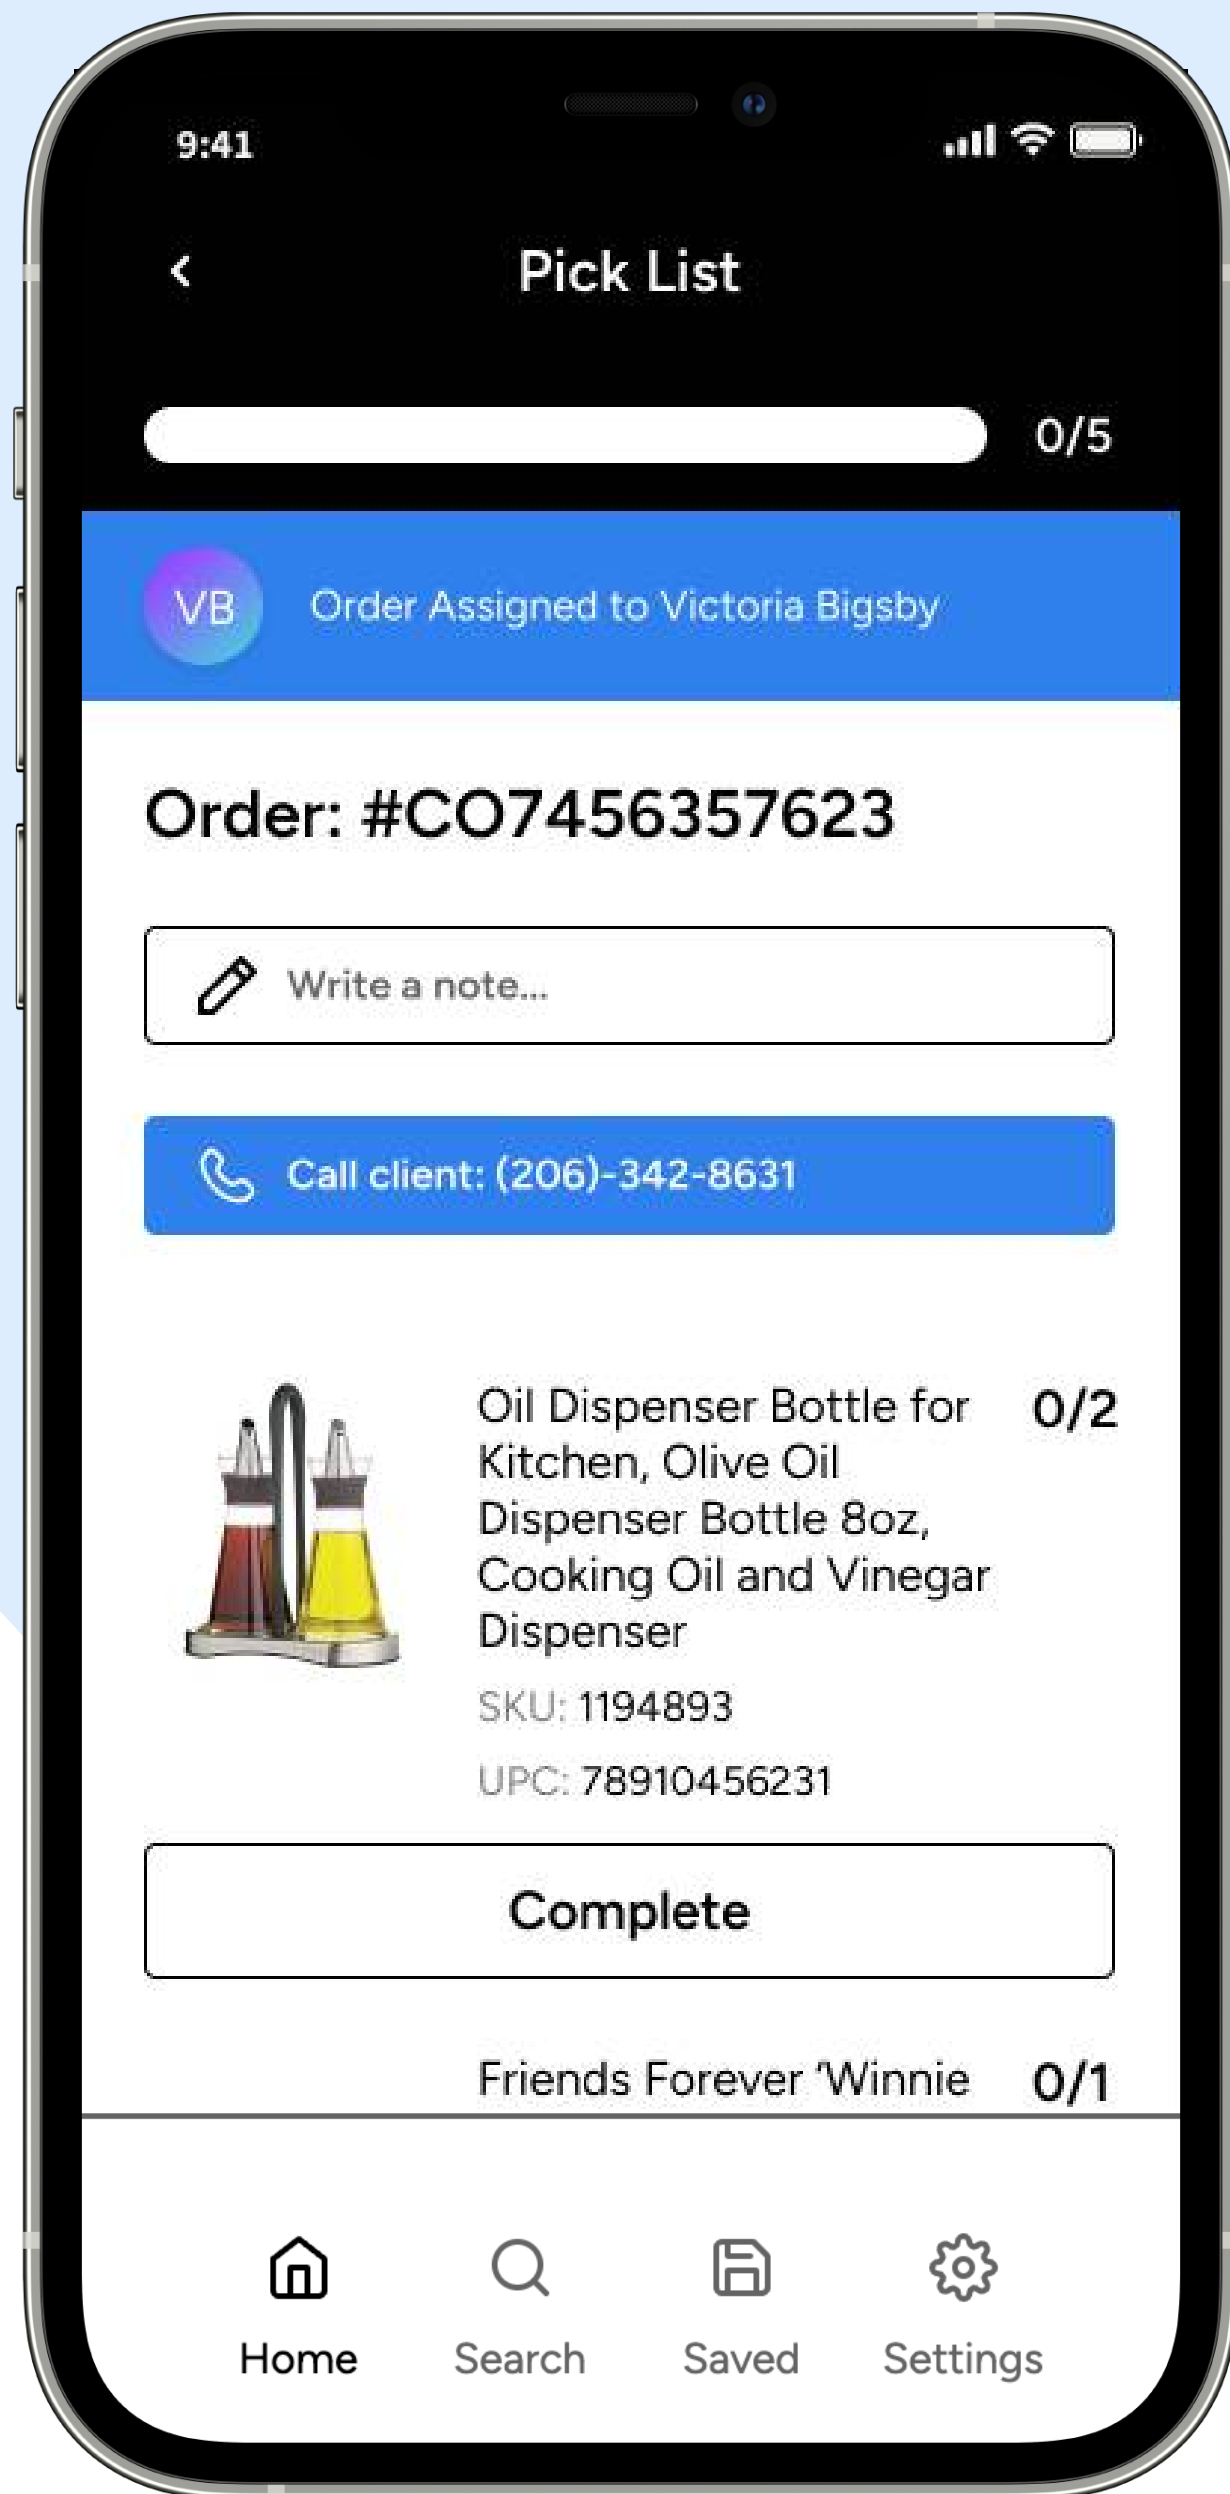 9:41
Pick List
0/5
VB
Order Assigned to Victoria Bigsby
Order: #CO7456357623
Write a note...
Call client: (206)-342-8631
Oil Dispenser Bottle for 0/2
Kitchen, Olive Oil
Dispenser Bottle 8oz,
Cooking Oil and Vinegar
Dispenser
SKU: 1194893
UPC: 78910456231
Complete
Friends Forever ‘Winnie 0/1
Home Search Saved Settings